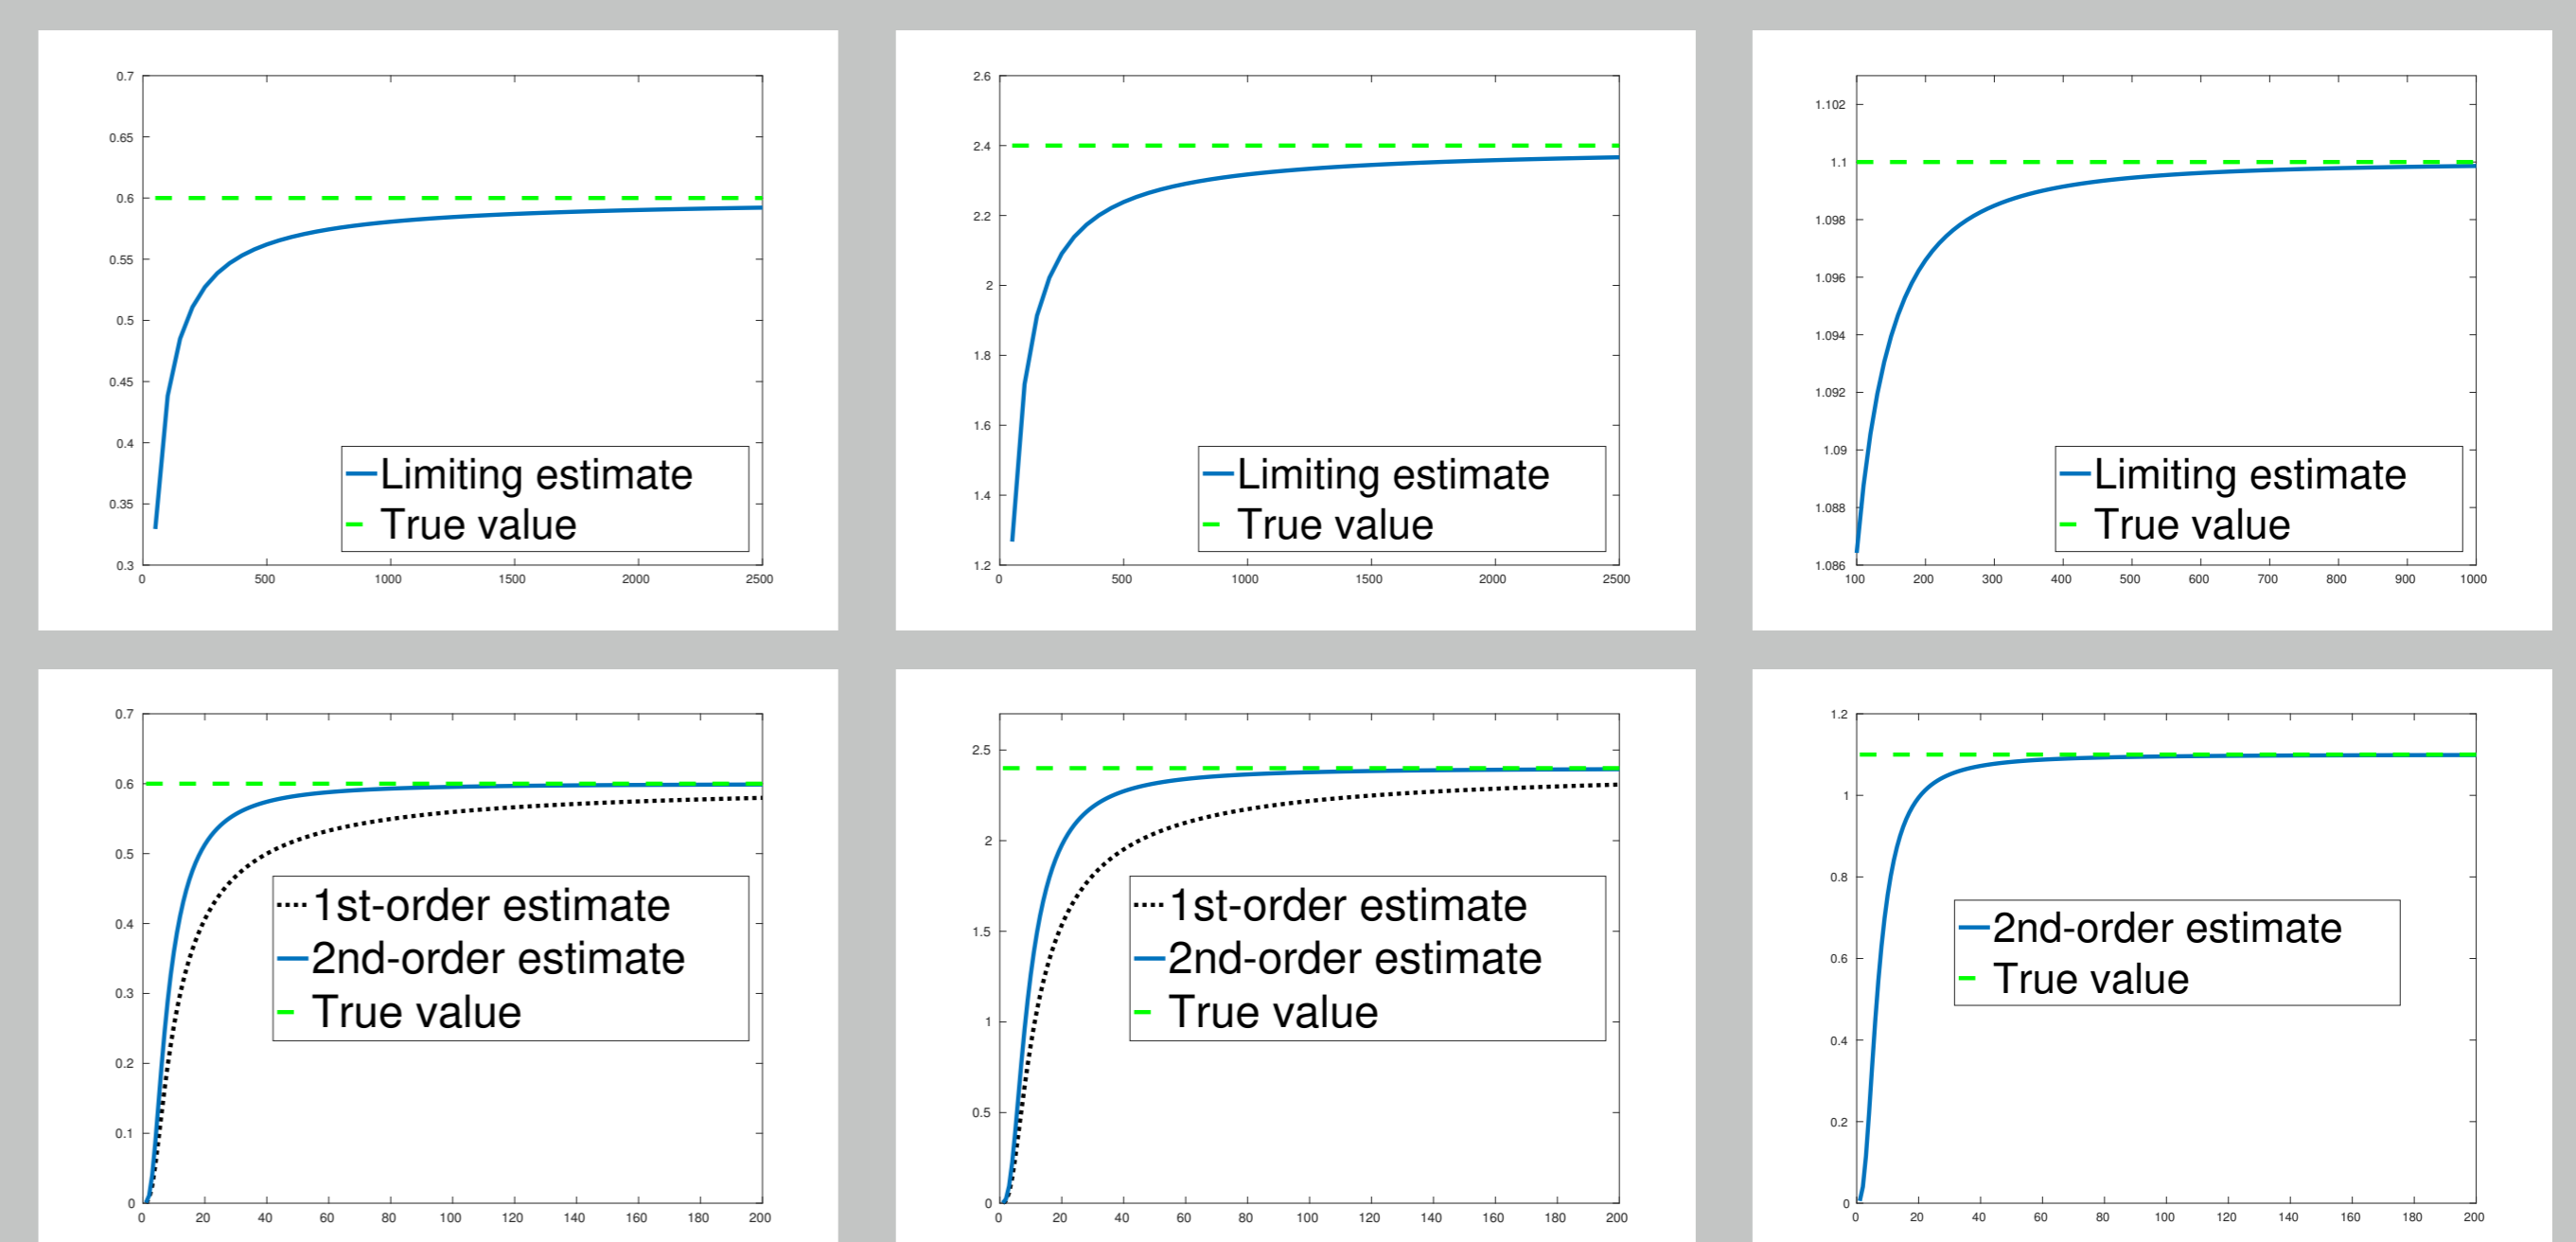 0.7
0.65
0.6
0.55
0.5
0.45
0.4
0.35
0.3
0 500 1000 1500 2000 2500
Limiting estimate
True value
2.6
2.4
2.2
2
1.8
1.6
1.4
1.2
0 500 1000 1500 2000 2500
Limiting estimate
True value
1.102
1.1
1.098
1.096
1.094
1.092
1.09
1.088
1.086
100 200 300 400 500 600 700 800 900 1000
Limiting estimate
True value
0.7
0.6
0.5
0.4
0.3
0.2
0.1
0
0 20 40 60 80 100 120 140 160 180 200
1st-order estimate
2nd-order estimate
True value
2.5
2
1.5
1
0.5
0
0 20 40 60 80 100 120 140 160 180 200
1st-order estimate
2nd-order estimate
True value
1.2
1
0.8
0.6
0.4
0.2
0
0 20 40 60 80 100 120 140 160 180 200
2nd-order estimate
True value